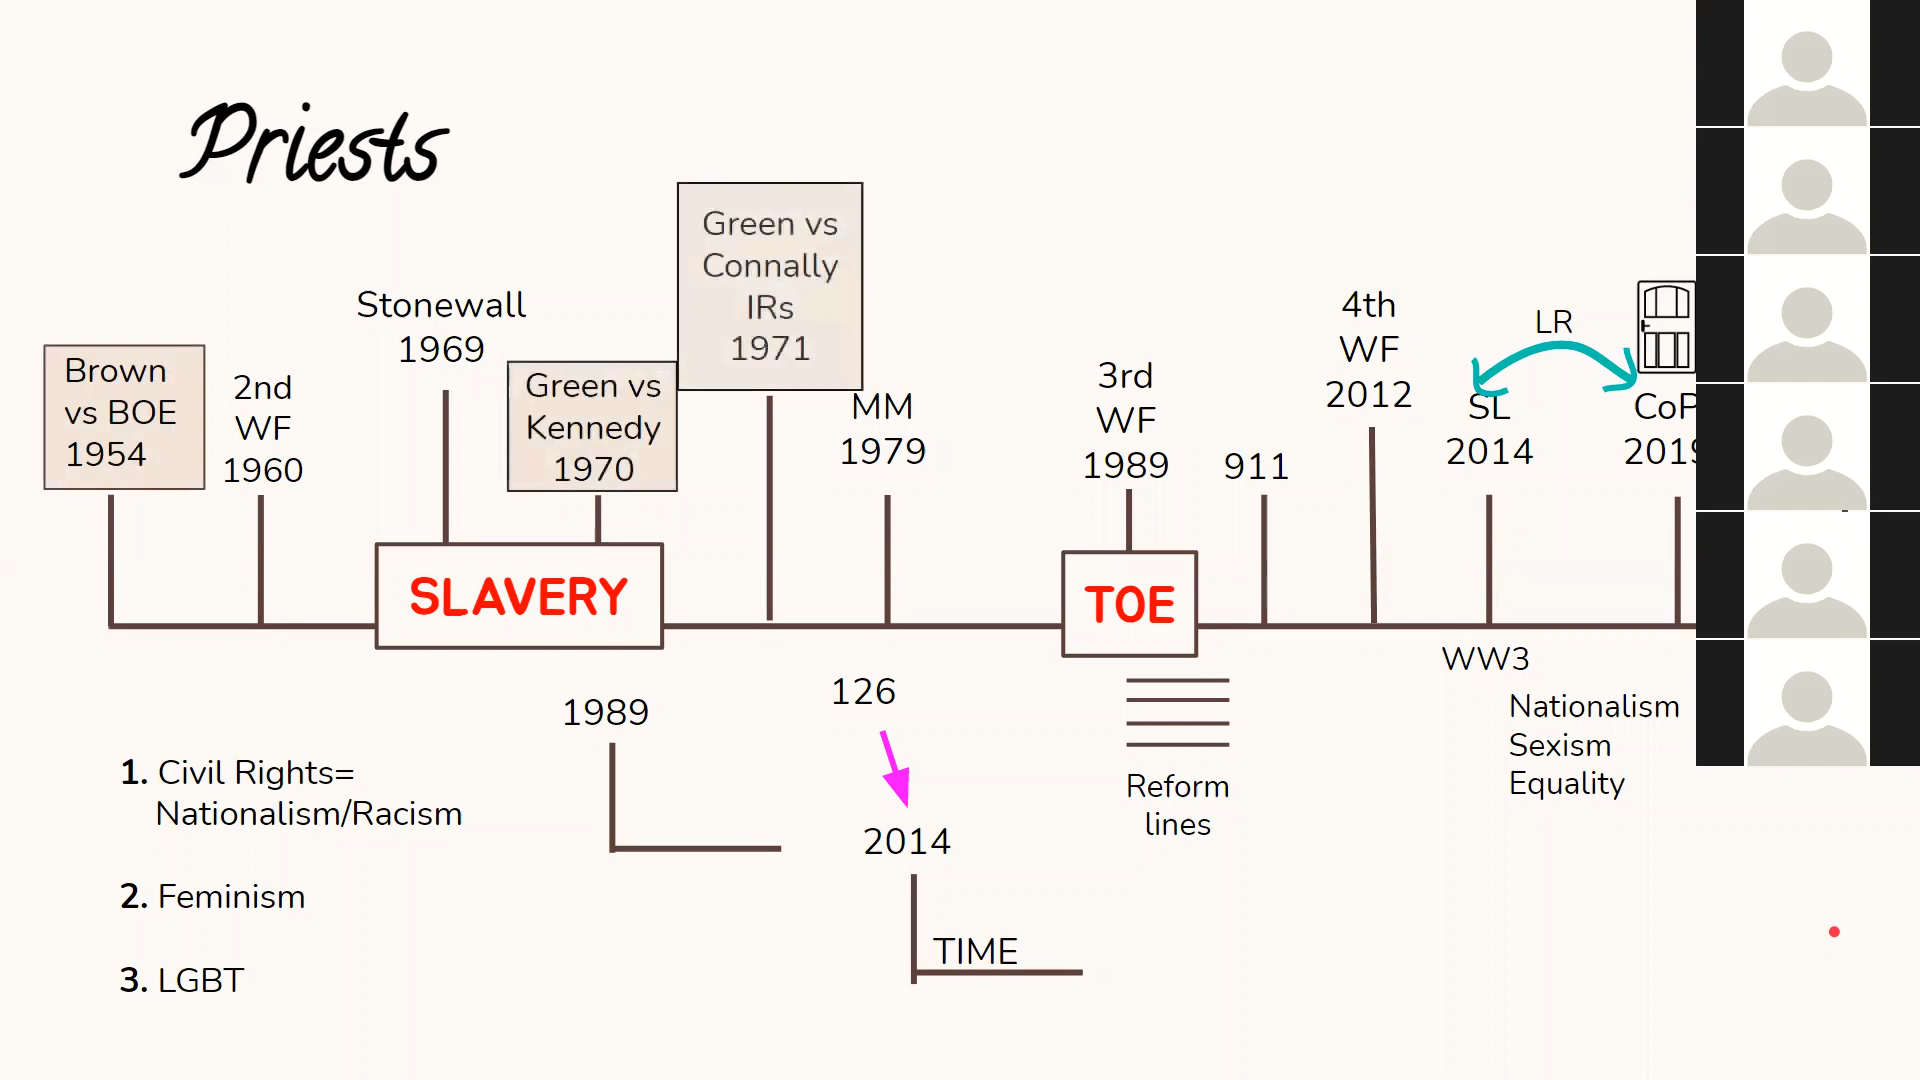 Priests
Brown
vs BOE
1954
2nd
WF
1960
Stonewall
1969
Green vs
Kennedy
1970
Green vs
Connally
IRs
1971
MM
1979
3rd
WF
1989
911
4th
WF
2012
LR
SL
2014
CoP
2019
SLAVERY
TOE
WW3
Nationalism
Sexism
Equality
1989
126
2014
TIME
Reform
lines
1. Civil Rights=
Nationalism/Racism
2. Feminism
3. LGBT